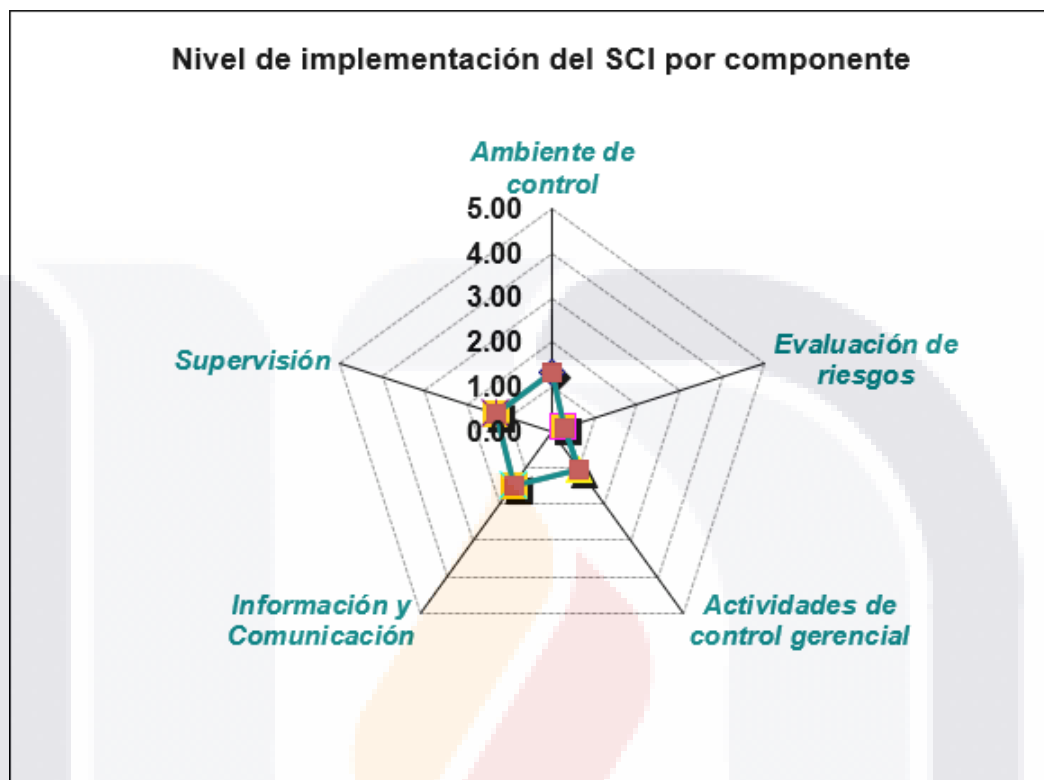 Nivel de implementación del SCI por componente
Ambiente de
control
5.00
4.00
3.00
2.00
1.00
0.00
Evaluación de
riesgos
Supervisión
Información y
Comunicación
Actividades de
control gerencial